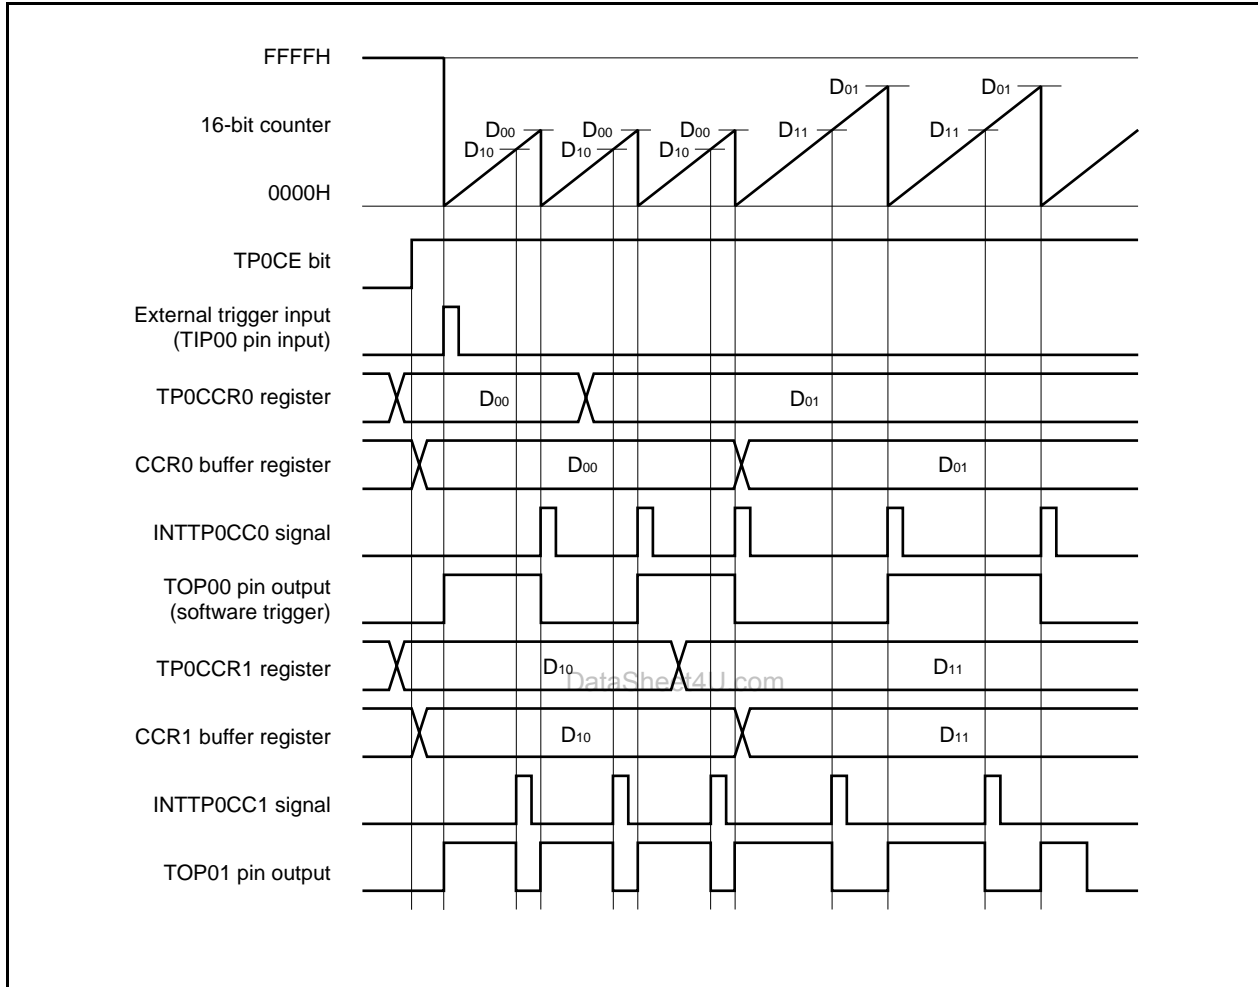 FFFFH
16-bit counter
0000H
D01 D01
D00 D00 D00 D11 D11
D10 D10 D10
TP0CE bit
External trigger input
(TIP00 pin input)
TP0CCR0 register D00 D01
CCR0 buffer register D00 D01
INTTP0CC0 signal
TOP00 pin output
(software trigger)
TP0CCR1 register D10 D11
DataSheet4U.com
CCR1 buffer register D10 D11
INTTP0CC1 signal
TOP01 pin output